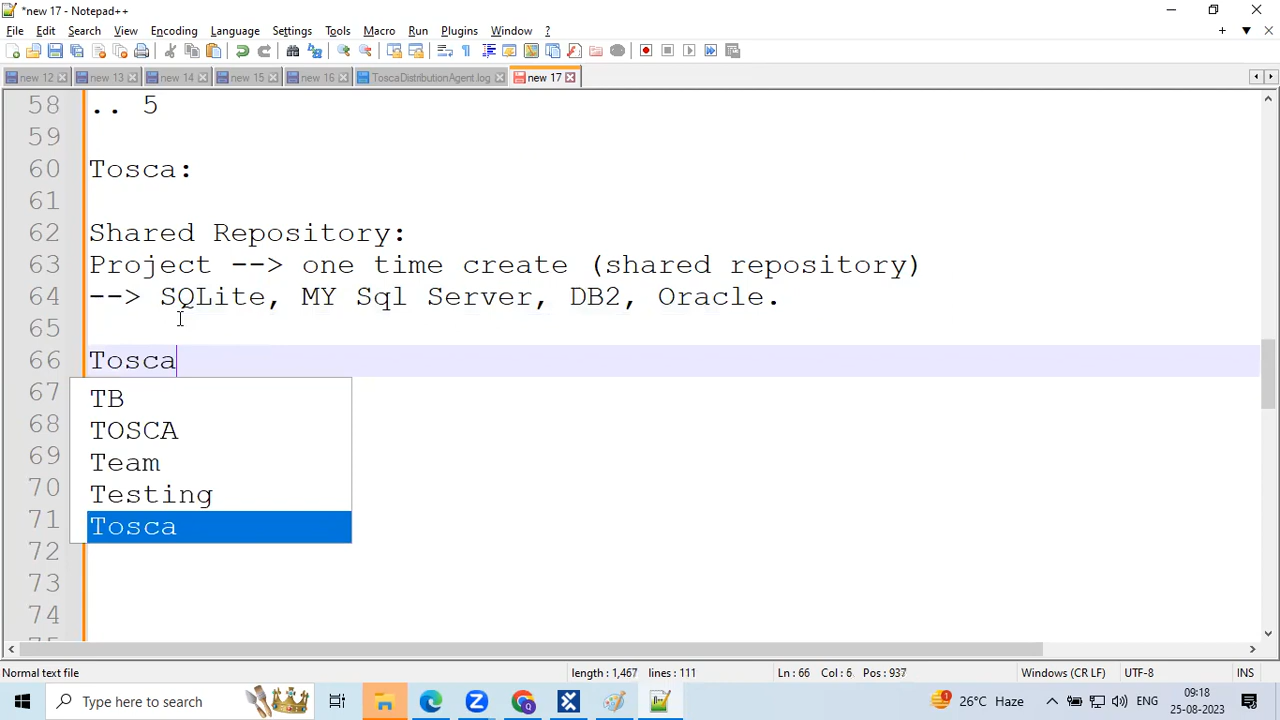 *new 17 - Notepad++
File Edit Search View Encoding Language Settings Tools Macro Run Plugins Window ?
new 12 new 13 new 14 new 15 new 16 ToscaDistributionAgent.log new 17
58 .. 5
59
60 Tosca:
61
62 Shared Repository:
63 Project --> one time create (shared repository)
64 --> SQLite, MY Sql Server, DB2, Oracle.
65
66 Tosca
67 TB
68 TOSCA
69 Team
70 Testing
71 Tosca
72
73
74
Normal text file length : 1,467 lines : 111 Ln : 66 Col : 6 Pos : 937 Windows (CR LF) UTF-8 INS
Type here to search 26°C Haze ENG 09:18
25-08-2023